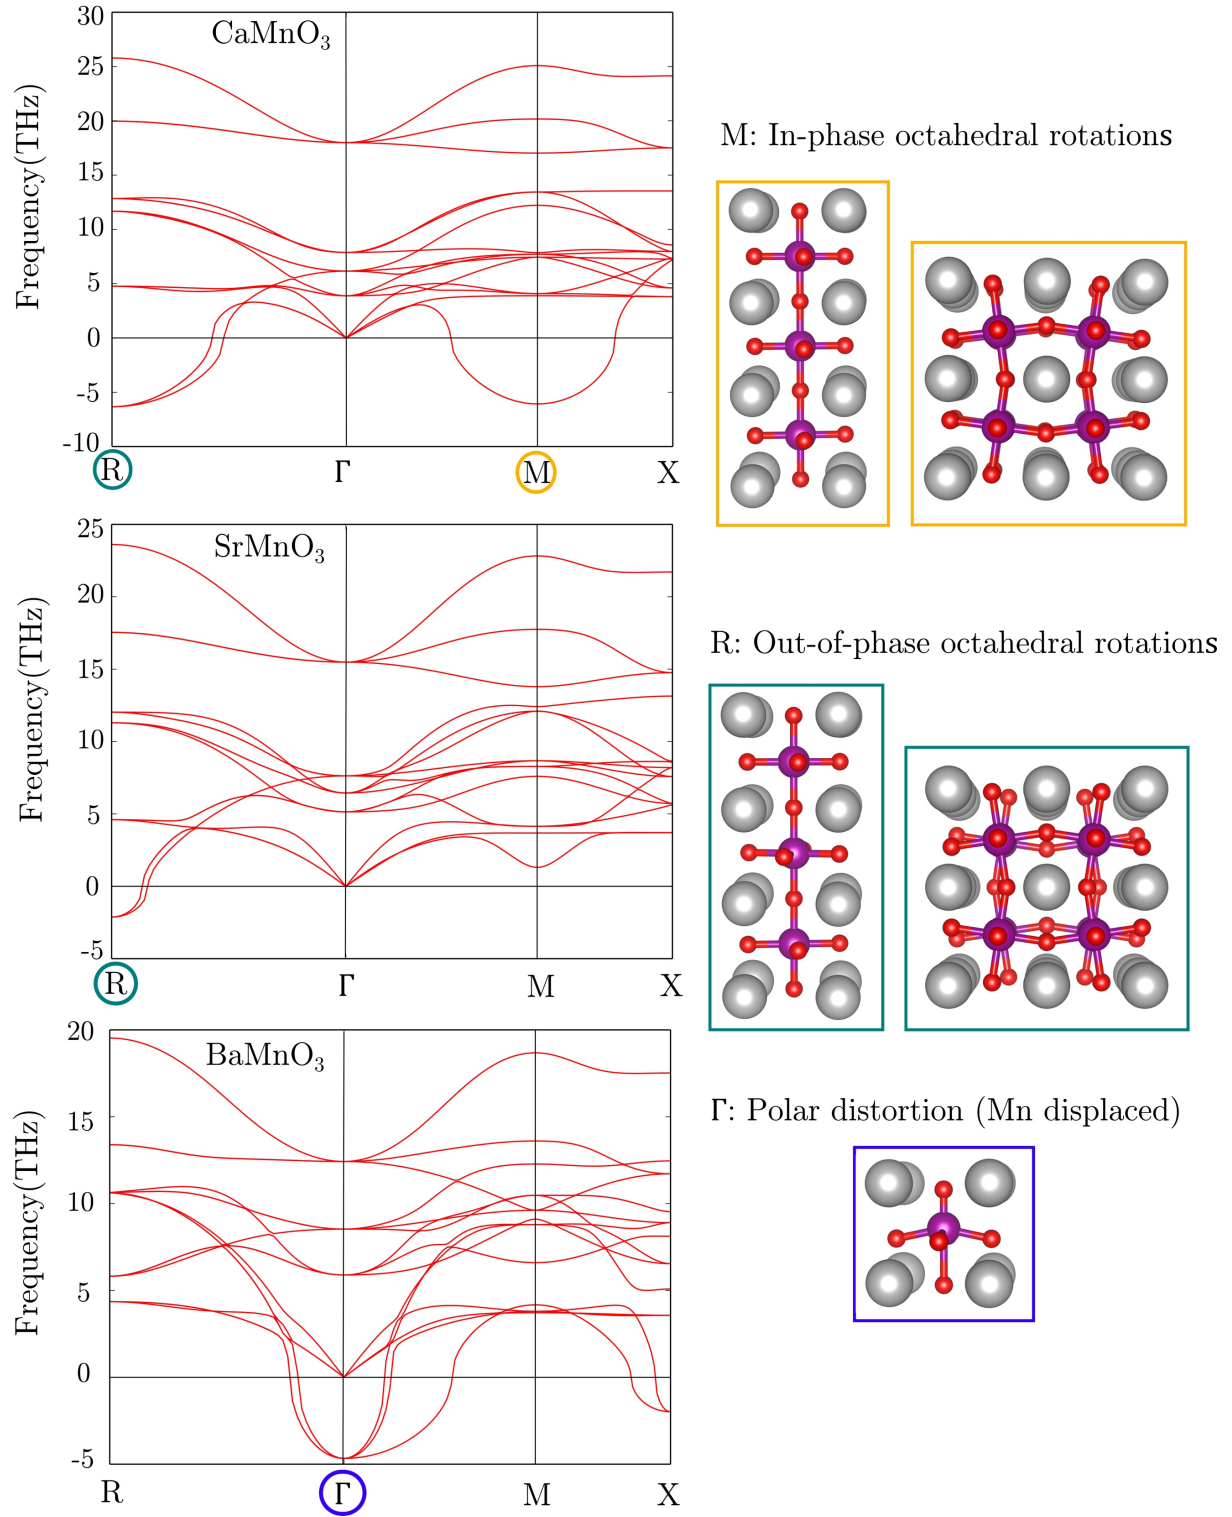 CaMnO₃
Frequency(THz)
30
25
20
15
10
5
0
-5
-10
R Γ M X
M: In-phase octahedral rotations
SrMnO₃
Frequency(THz)
25
20
15
10
5
0
-5
R Γ M X
R: Out-of-phase octahedral rotations
BaMnO₃
Frequency(THz)
20
15
10
5
0
-5
R Γ M X
Γ: Polar distortion (Mn displaced)